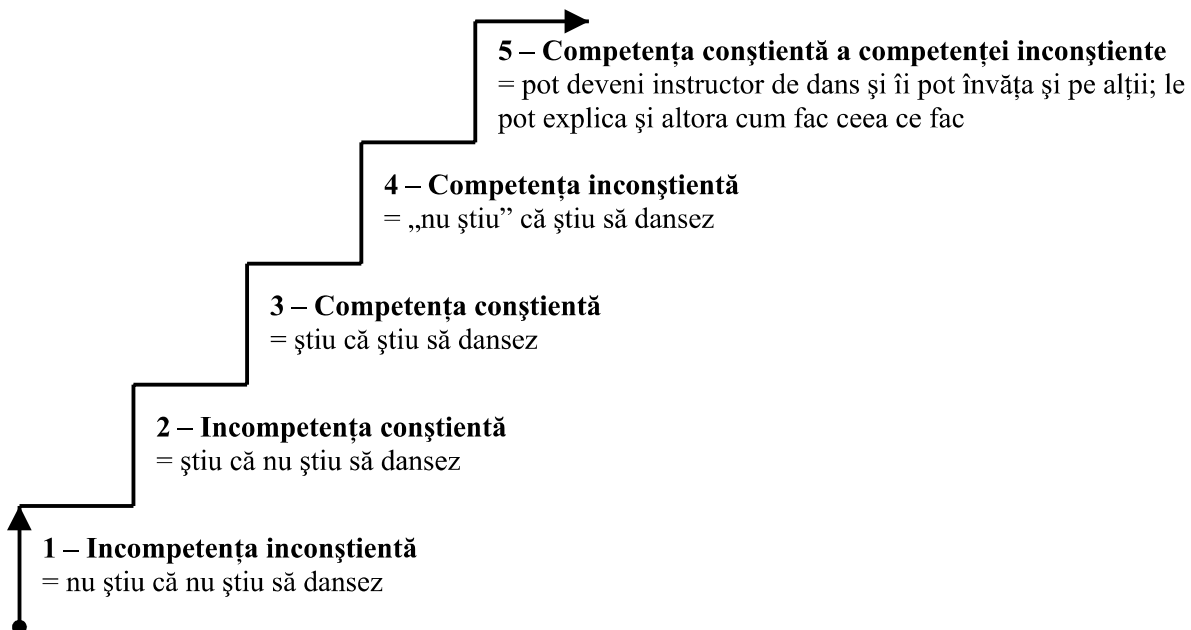 5 – Competenţa conştientă a competenţei inconştiente
= pot deveni instructor de dans şi îi pot învăţa şi pe alţii; le
pot explica şi altora cum fac ceea ce fac
4 – Competenţa inconştientă
= „nu ştiu” că ştiu să dansez
3 – Competenţa conştientă
= ştiu că ştiu să dansez
2 – Incompetenţa conştientă
= ştiu că nu ştiu să dansez
1 – Incompetenţa inconştientă
= nu ştiu că nu ştiu să dansez